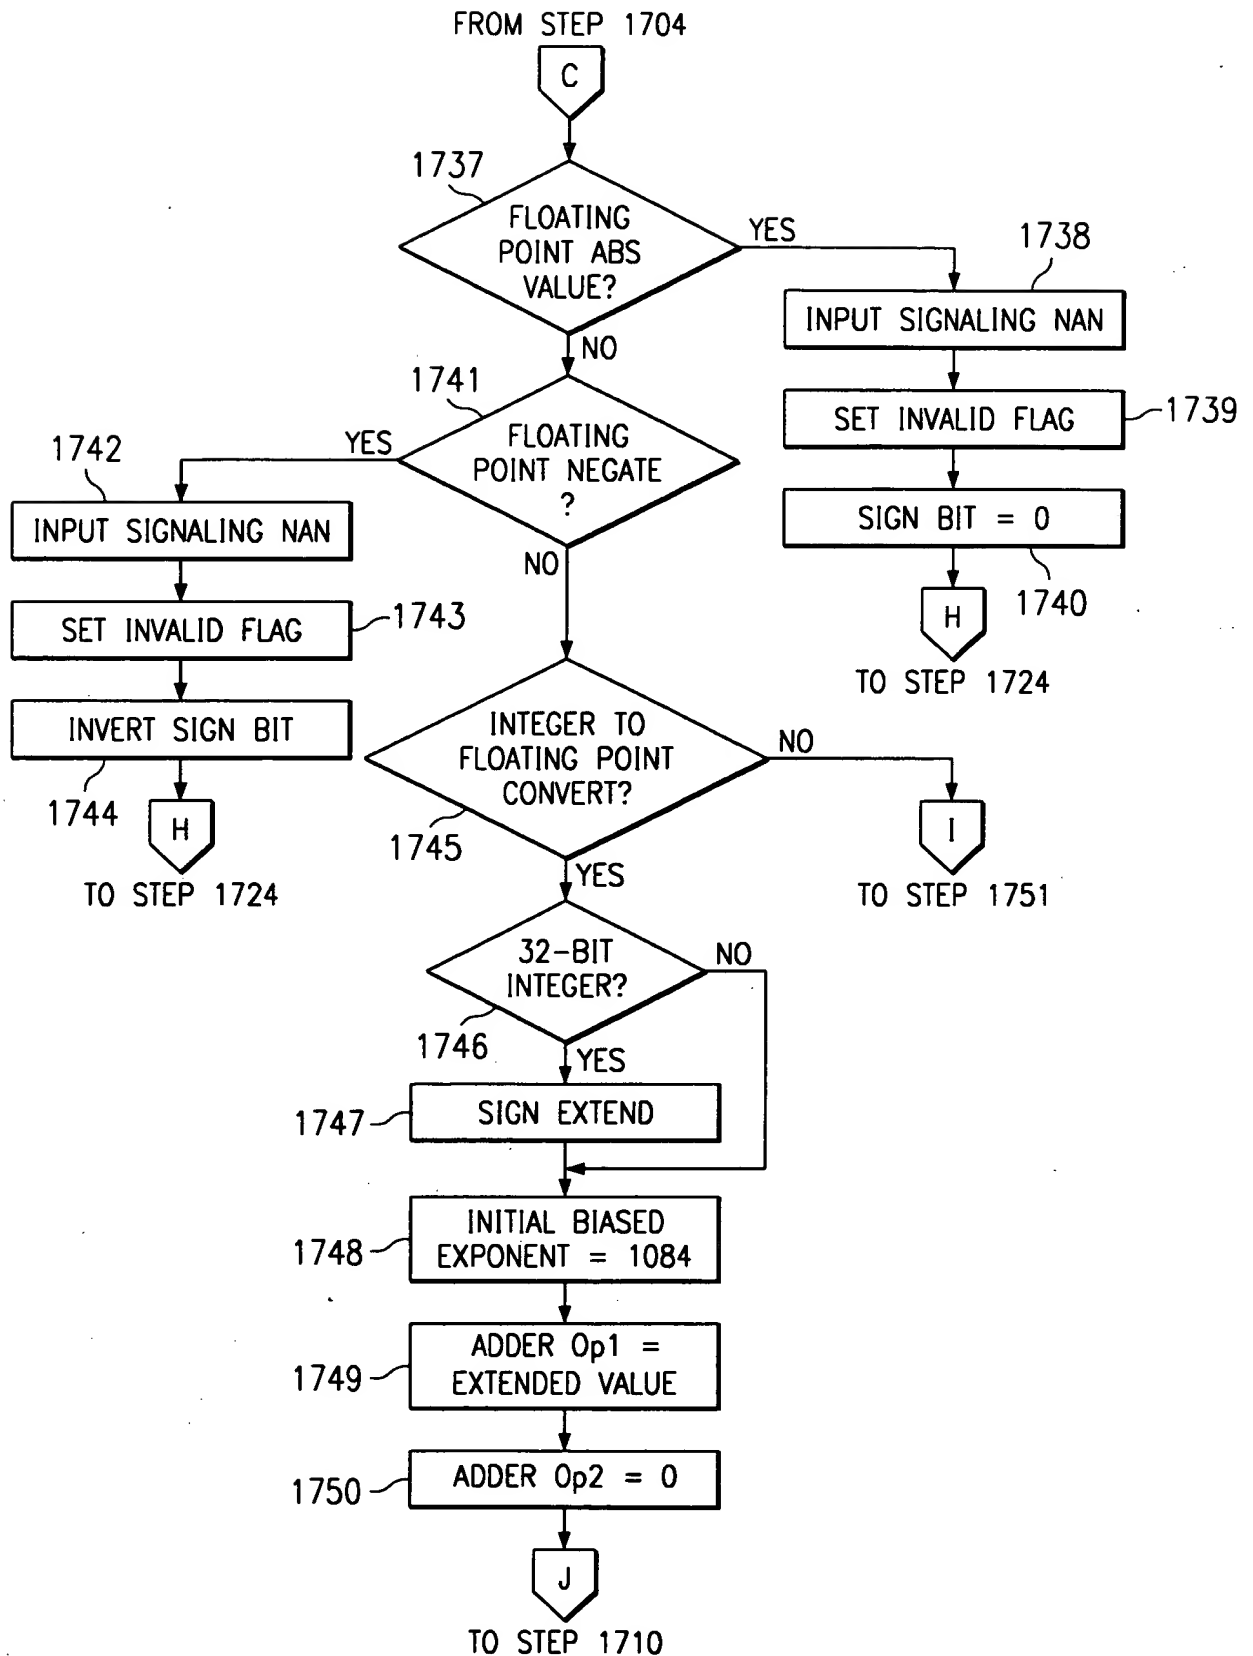 FROM STEP 1704
C
1737
FLOATING
POINT ABS
VALUE?
YES
NO
1738
INPUT SIGNALING NAN
SET INVALID FLAG
1739
SIGN BIT = 0
1740
H
TO STEP 1724
1741
FLOATING
POINT NEGATE
?
YES
NO
1742
INPUT SIGNALING NAN
SET INVALID FLAG
1743
INVERT SIGN BIT
1744
H
TO STEP 1724
INTEGER TO
FLOATING POINT
CONVERT?
1745
NO
I
TO STEP 1751
YES
32-BIT
INTEGER?
NO
1746
YES
1747
SIGN EXTEND
INITIAL BIASED
EXPONENT = 1084
1748
ADDER Op1 =
EXTENDED VALUE
1749
ADDER Op2 = 0
1750
J
TO STEP 1710